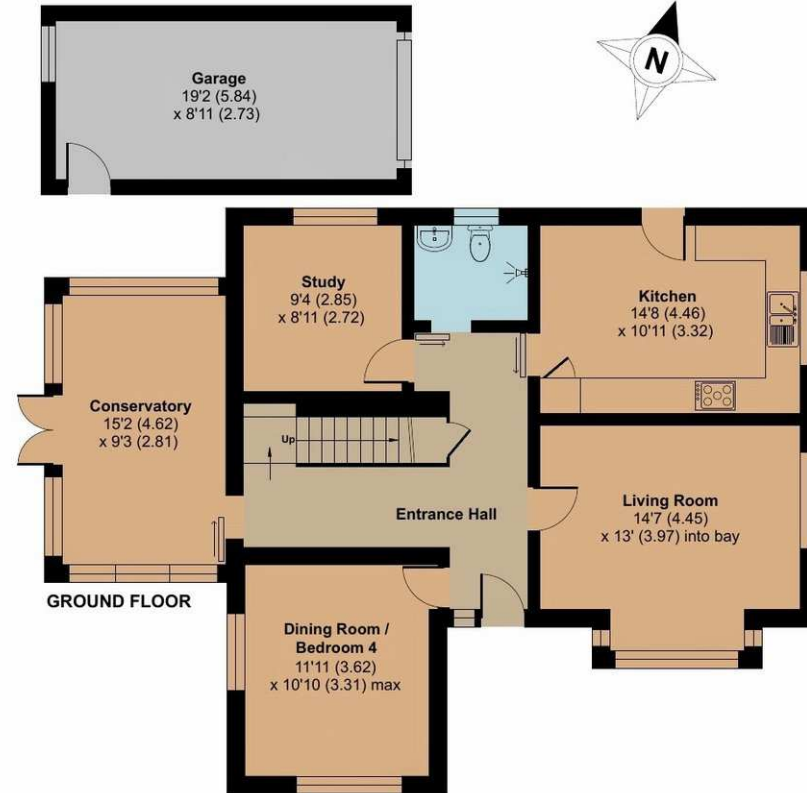 Garage
19'2 (5.84)
x 8'11 (2.73)
N
Study
9'4 (2.85)
x 8'11 (2.72)
Kitchen
14'8 (4.46)
x 10'11 (3.32)
Conservatory
15'2 (4.62)
x 9'3 (2.81)
Up
Entrance Hall
Living Room
14'7 (4.45)
x 13' (3.97) into bay
GROUND FLOOR
Dining Room /
Bedroom 4
11'11 (3.62)
x 10'10 (3.31) max